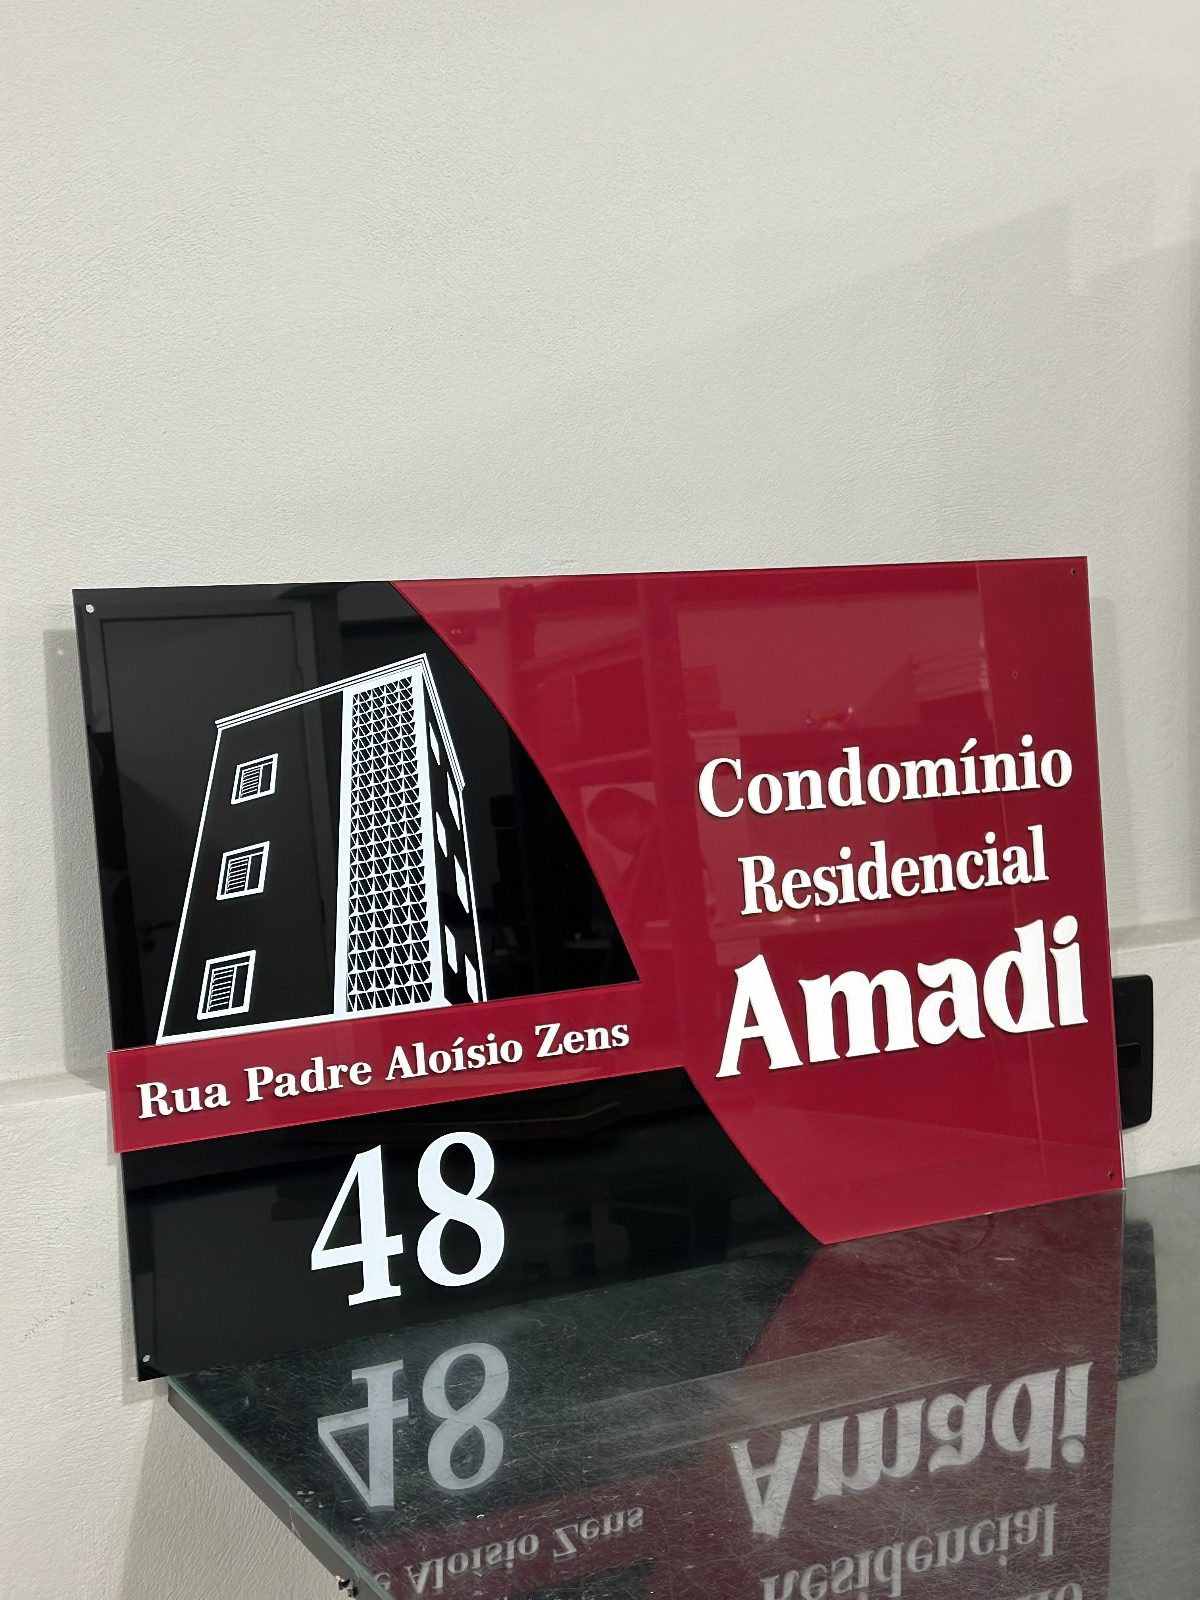 Condomínio
Residencial
Amadi
Rua Padre Aloísio Zens
48